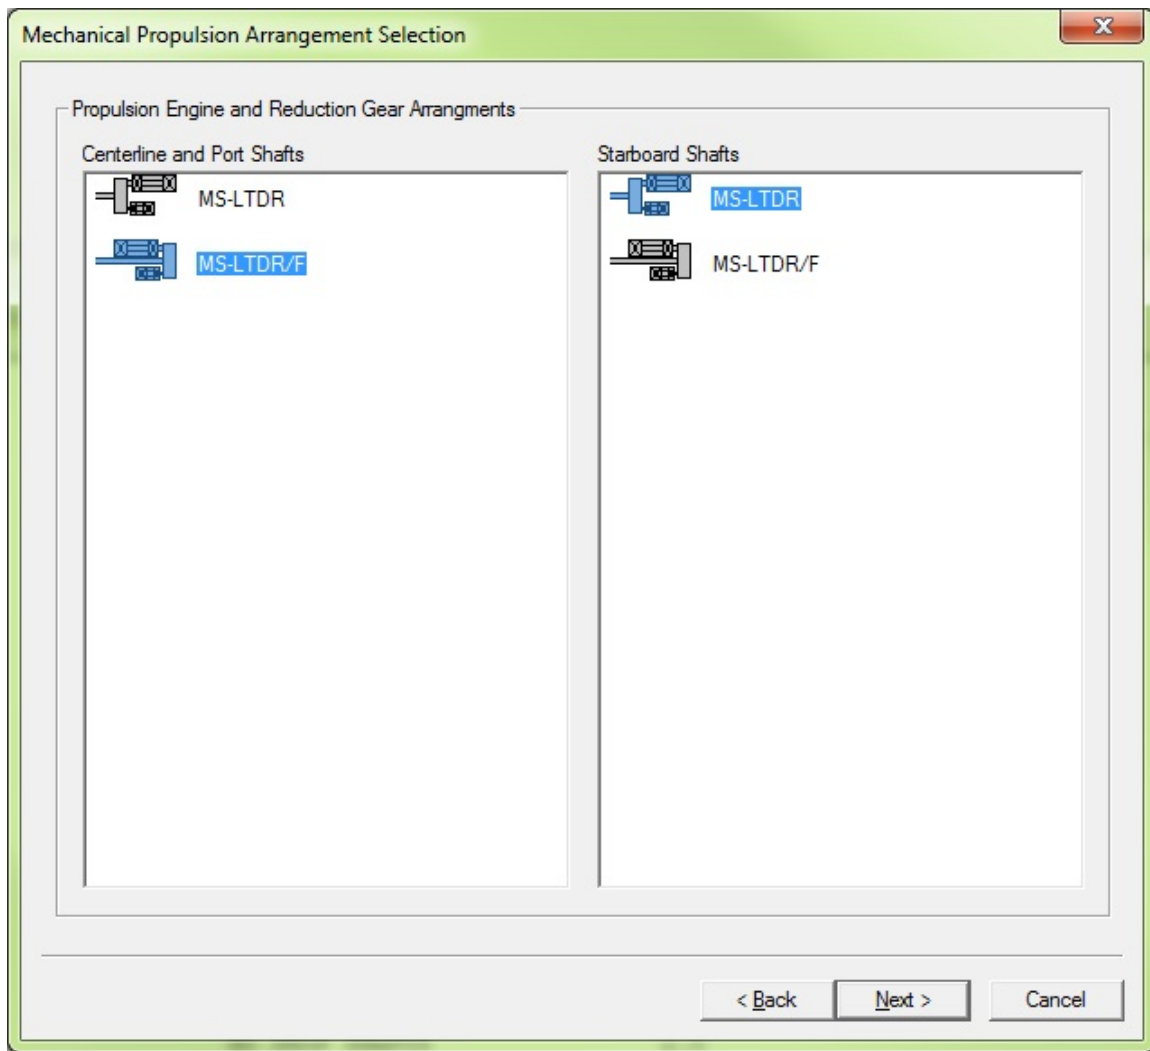 Mechanical Propulsion Arrangement Selection
Propulsion Engine and Reduction Gear Arrangments
Centerline and Port Shafts
Starboard Shafts
MS-LTDR
MS-LTDR
MS-LTDR/F
MS-LTDR/F
< Back
Next >
Cancel